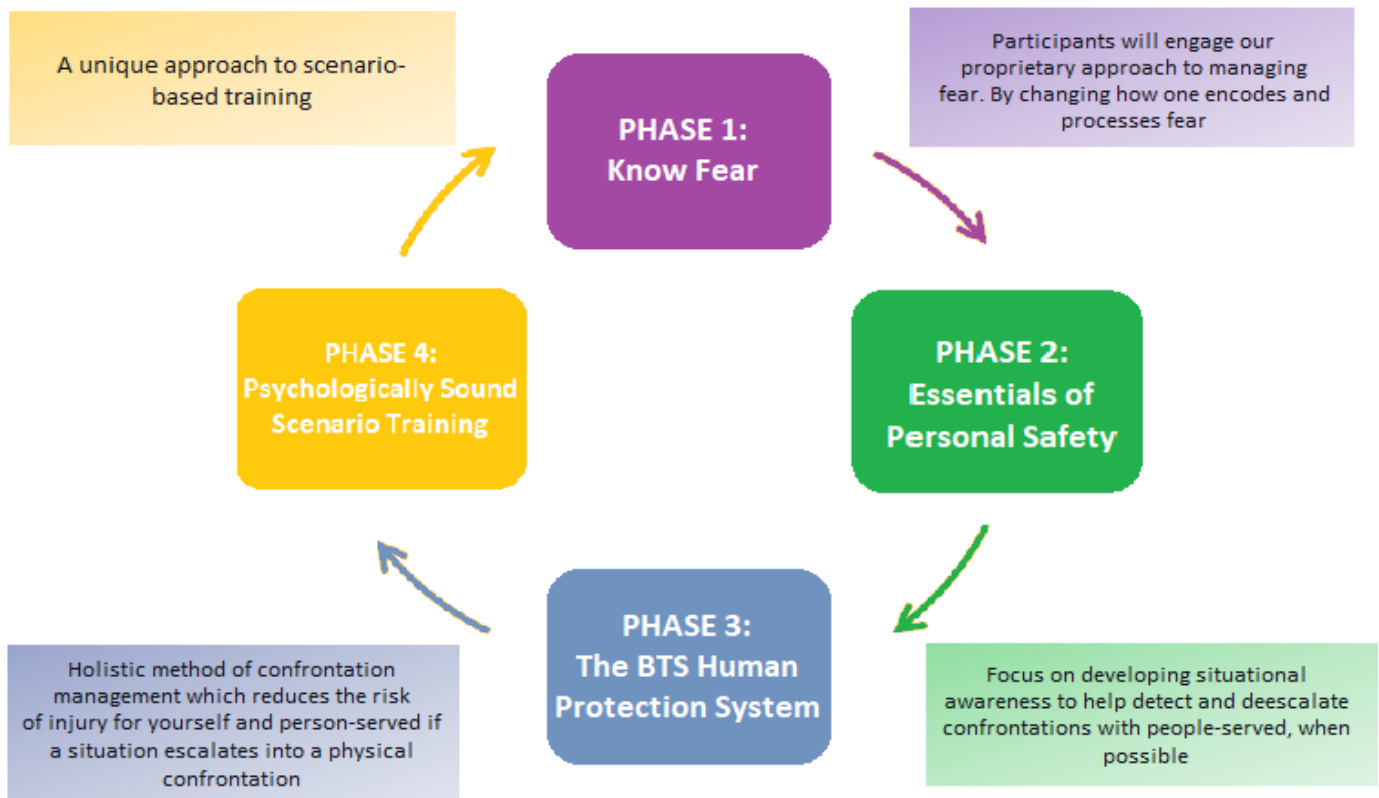 A unique approach to scenario-
based training
PHASE 1:
Know Fear
Participants will engage our
proprietary approach to managing
fear. By changing how one encodes and
processes fear
PHASE 4:
Psychologically Sound
Scenario Training
PHASE 2:
Essentials of
Personal Safety
PHASE 3:
The BTS Human
Protection System
Holistic method of confrontation
management which reduces the risk
of injury for yourself and person-served if
a situation escalates into a physical
confrontation
Focus on developing situational
awareness to help detect and deescalate
confrontations with people-served, when
possible